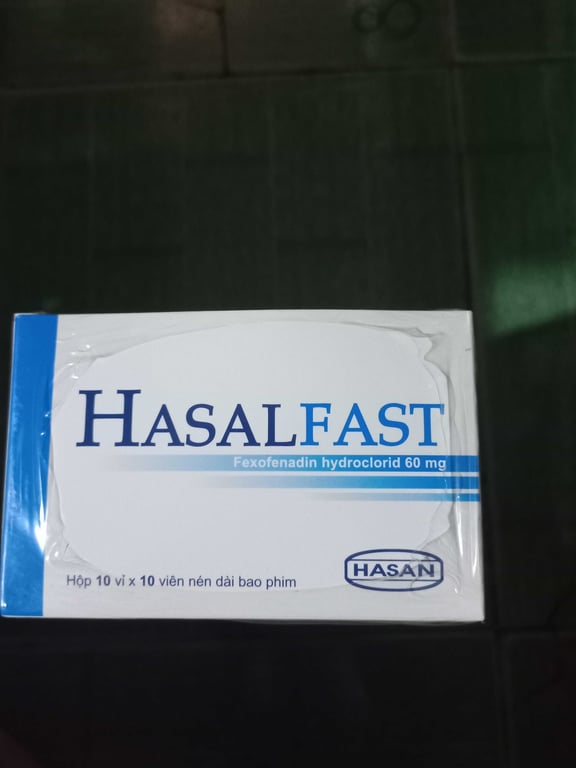 HASALFAST
Fexofenadin hydroclorid 60 mg
HASAN
Hộp 10 vỉ x 10 viên nén dài bao phim